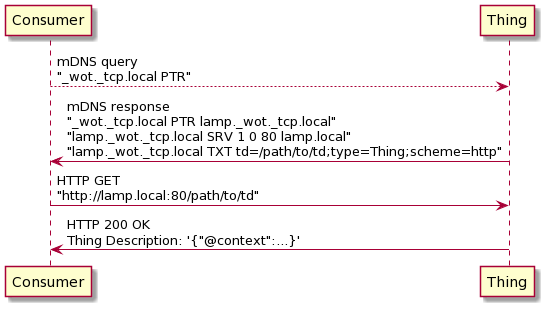 Consumer
Thing
mDNS query
"_wot._tcp.local PTR"
mDNS response
"_wot._tcp.local PTR lamp._wot._tcp.local"
"lamp._wot._tcp.local SRV 1 0 80 lamp.local"
"lamp._wot._tcp.local TXT td=/path/to/td;type=Thing;scheme=http"
HTTP GET
"http://lamp.local:80/path/to/td"
HTTP 200 OK
Thing Description: '{"@context":...}'
Consumer
Thing